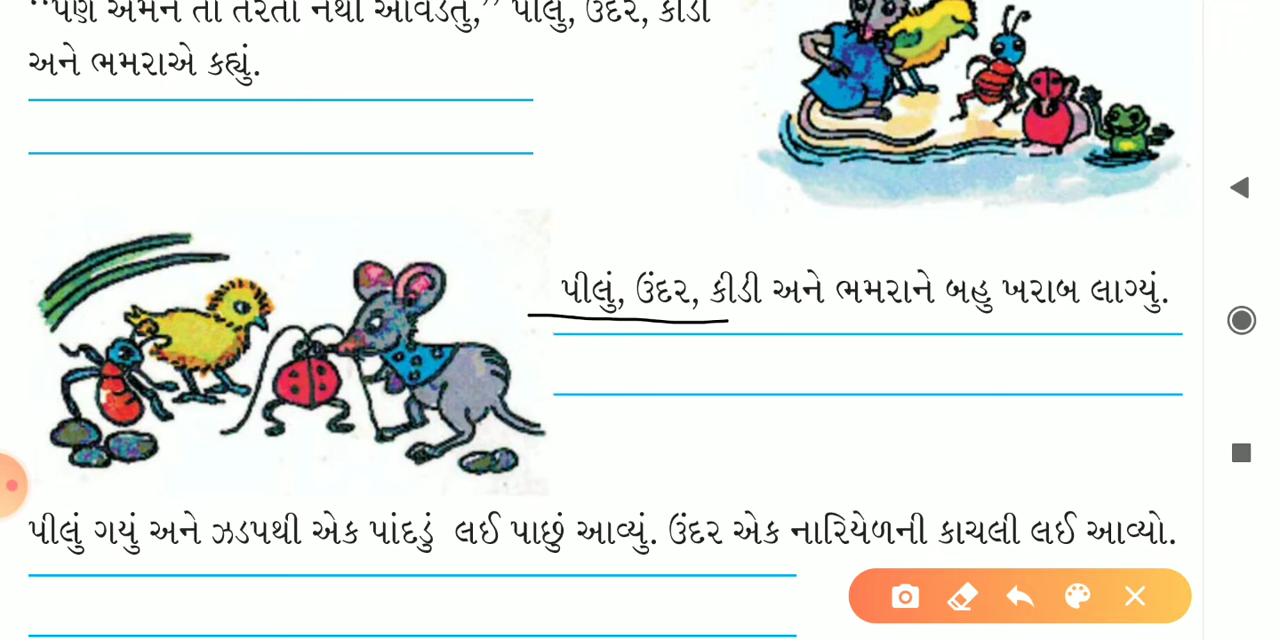 “પણ અમને તો તરતાં નથી આવડતું,” પીલું, ઉંદર, કીડી
અને ભમરાએ કહ્યું.
પીલું, ઉંદર, કીડી અને ભમરાને બહુ ખરાબ લાગ્યું.
પીલું ગયું અને ઝડપથી એક પાંદડું લઈ પાછું આવ્યું. ઉંદર એક નારિયેળની કાચલી લઈ આવ્યો.